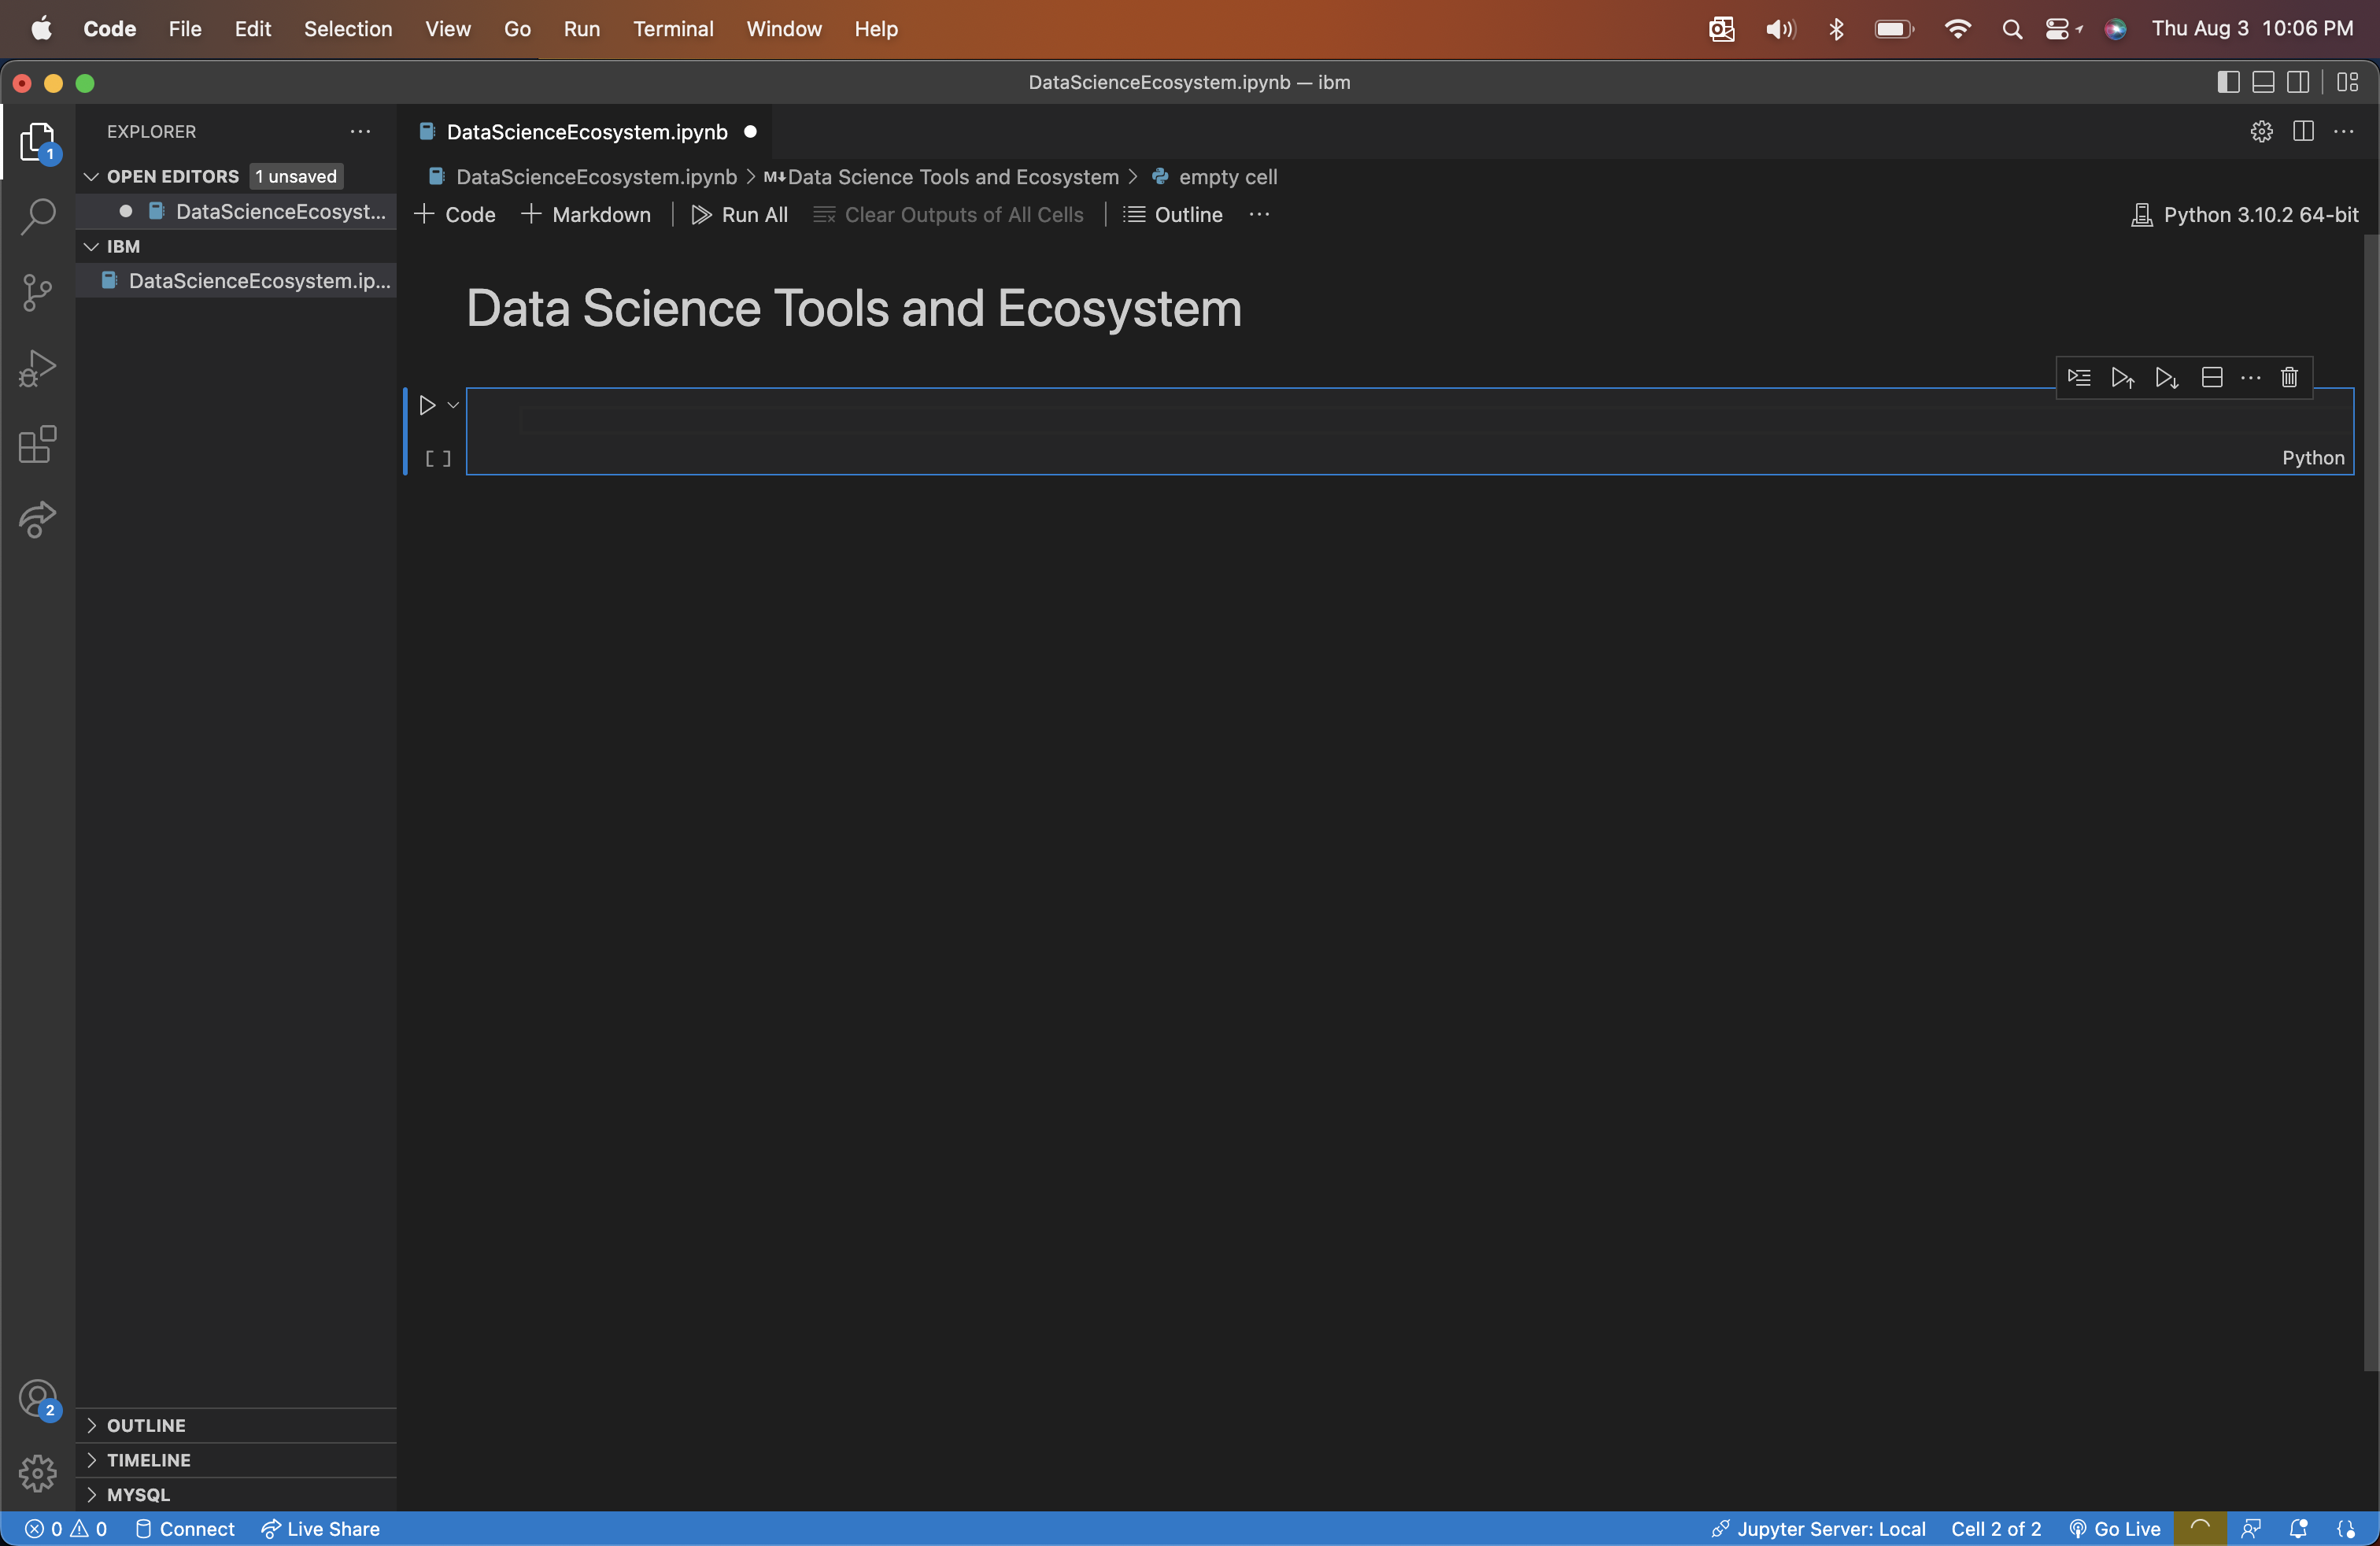 Code File Edit Selection View Go Run Terminal Window Help Thu Aug 3 10:06 PM
DataScienceEcosystem.ipynb — ibm
EXPLORER
1
OPEN EDITORS 1 unsaved
DataScienceEcosyst...
IBM
DataScienceEcosystem.ip...
DataScienceEcosystem.ipynb
DataScienceEcosystem.ipynb > M↓Data Science Tools and Ecosystem > empty cell
+ Code + Markdown | Run All Clear Outputs of All Cells | Outline ... Python 3.10.2 64-bit
Data Science Tools and Ecosystem
[ ]
Python
2
OUTLINE
TIMELINE
MYSQL
0 0 Connect Live Share Jupyter Server: Local Cell 2 of 2 Go Live